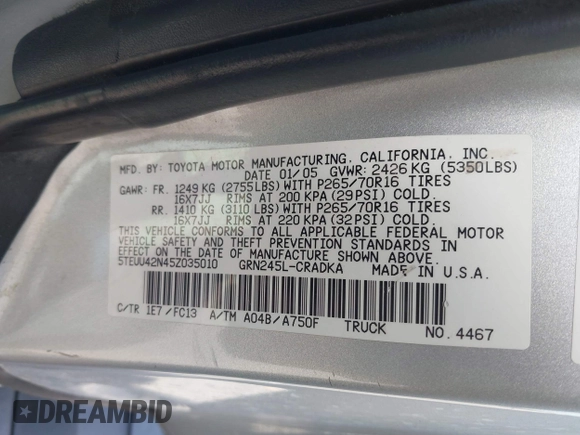 MFD. BY: TOYOTA MOTOR MANUFACTURING, CALIFORNIA, INC.
DATE 01/05 GVWR: 2426 KG (5350LBS)
GAWR: FR. 1249 KG (2755LBS) WITH P265/70R16 TIRES
16X7JJ RIMS AT 200 KPA (29PSI) COLD.
RR. 1410 KG (3110 LBS) WITH P265/70R16 TIRES
16X7JJ RIMS AT 220 KPA (32PSI) COLD.
THIS VEHICLE CONFORMS TO ALL APPLICABLE FEDERAL MOTOR
VEHICLE SAFETY AND THEFT PREVENTION STANDARDS IN
EFFECT ON THE DATE OF MANUFACTURE SHOWN ABOVE.
5TEUU42N45Z035010 GRN245L-CRADKA MADE IN U.S.A.
C/TR 1E7/FC13 A/TM A04B/A750F TRUCK NO. 4467
DREAMBID